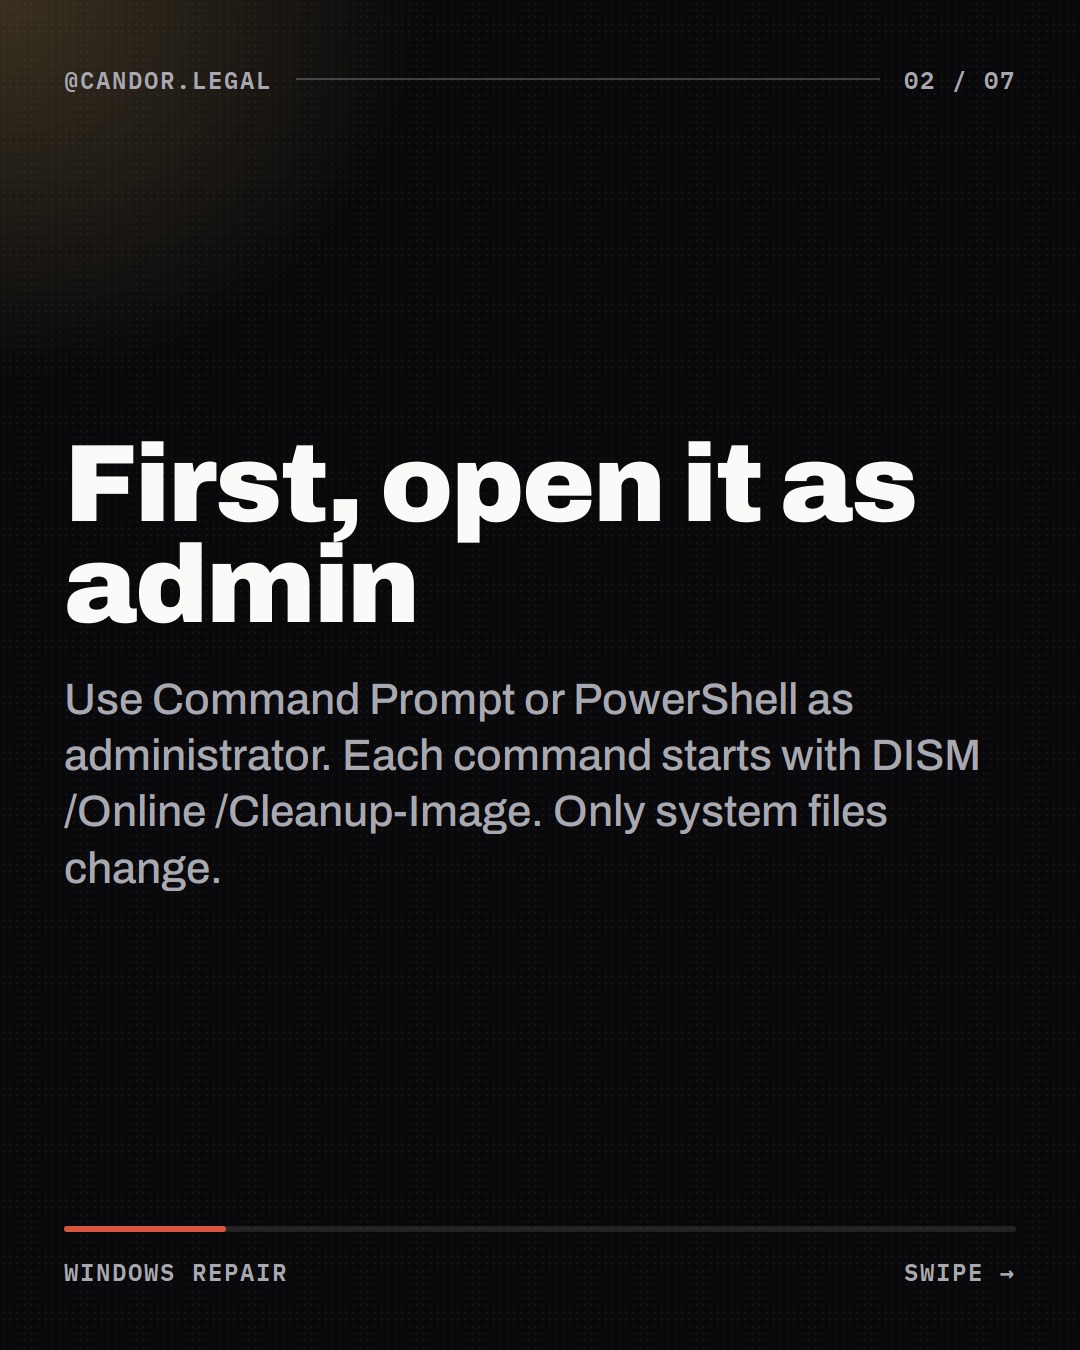 @CANDOR.LEGAL
02 / 07
First, open it as
admin
Use Command Prompt or PowerShell as
administrator. Each command starts with DISM
/Online /Cleanup-Image. Only system files
change.
WINDOWS REPAIR
SWIPE →